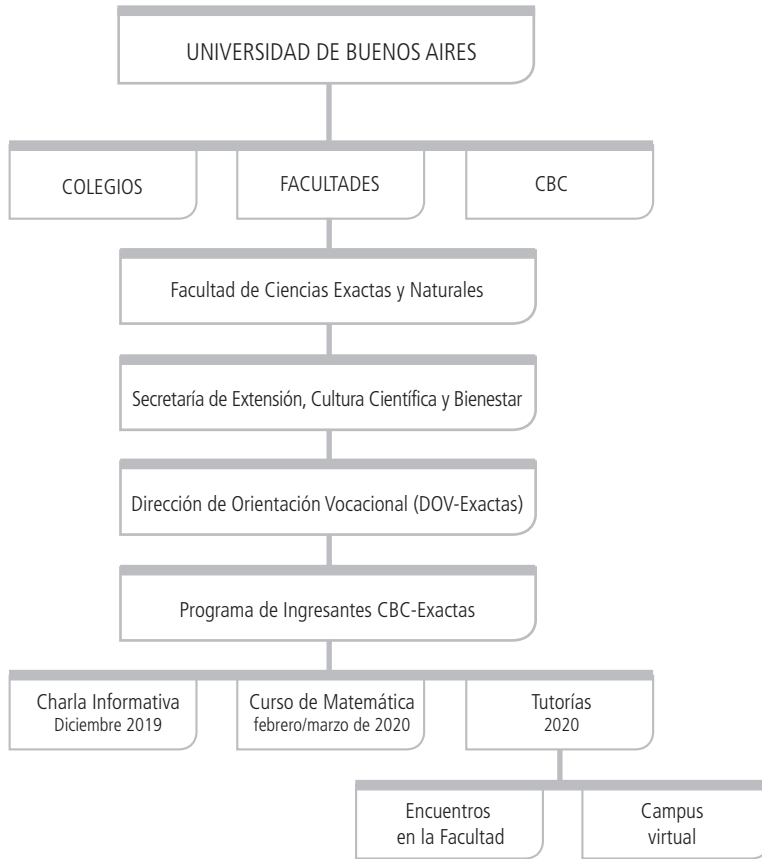 UNIVERSIDAD DE BUENOS AIRES
COLEGIOS
FACULTADES
CBC
Facultad de Ciencias Exactas y Naturales
Secretaría de Extensión, Cultura Científica y Bienestar
Dirección de Orientación Vocacional (DOV-Exactas)
Programa de Ingresantes CBC-Exactas
Charla Informativa
Diciembre 2019
Curso de Matemática
febrero/marzo de 2020
Tutorías
2020
Encuentros
en la Facultad
Campus
virtual